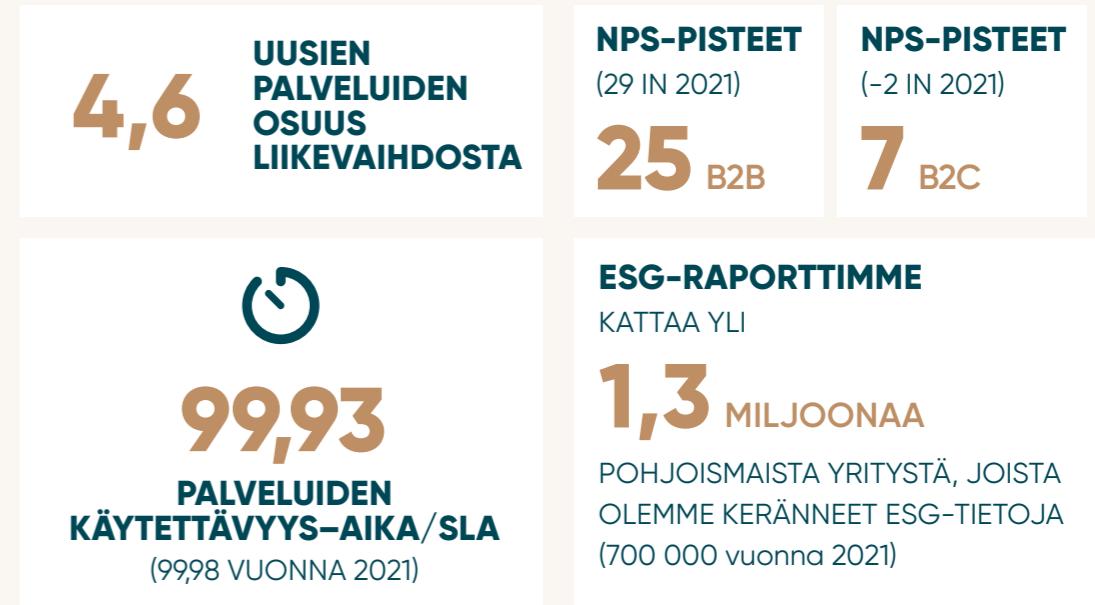 4,6
UUSIEN
PALVELUIDEN
OSUUS
LIIKEVAIHDOSTA
NPS-PISTEET
(29 IN 2021)
25 B2B
NPS-PISTEET
(-2 IN 2021)
7 B2C
99,93
PALVELUIDEN
KÄYTETTÄVYYS–AIKA/SLA
(99,98 VUONNA 2021)
ESG-RAPORTTIMME
KATTAA YLI
1,3 MILJOONAA
POHJOISMAISTA YRITYSTÄ, JOISTA
OLEMME KERÄNNEET ESG-TIETOJA
(700 000 vuonna 2021)